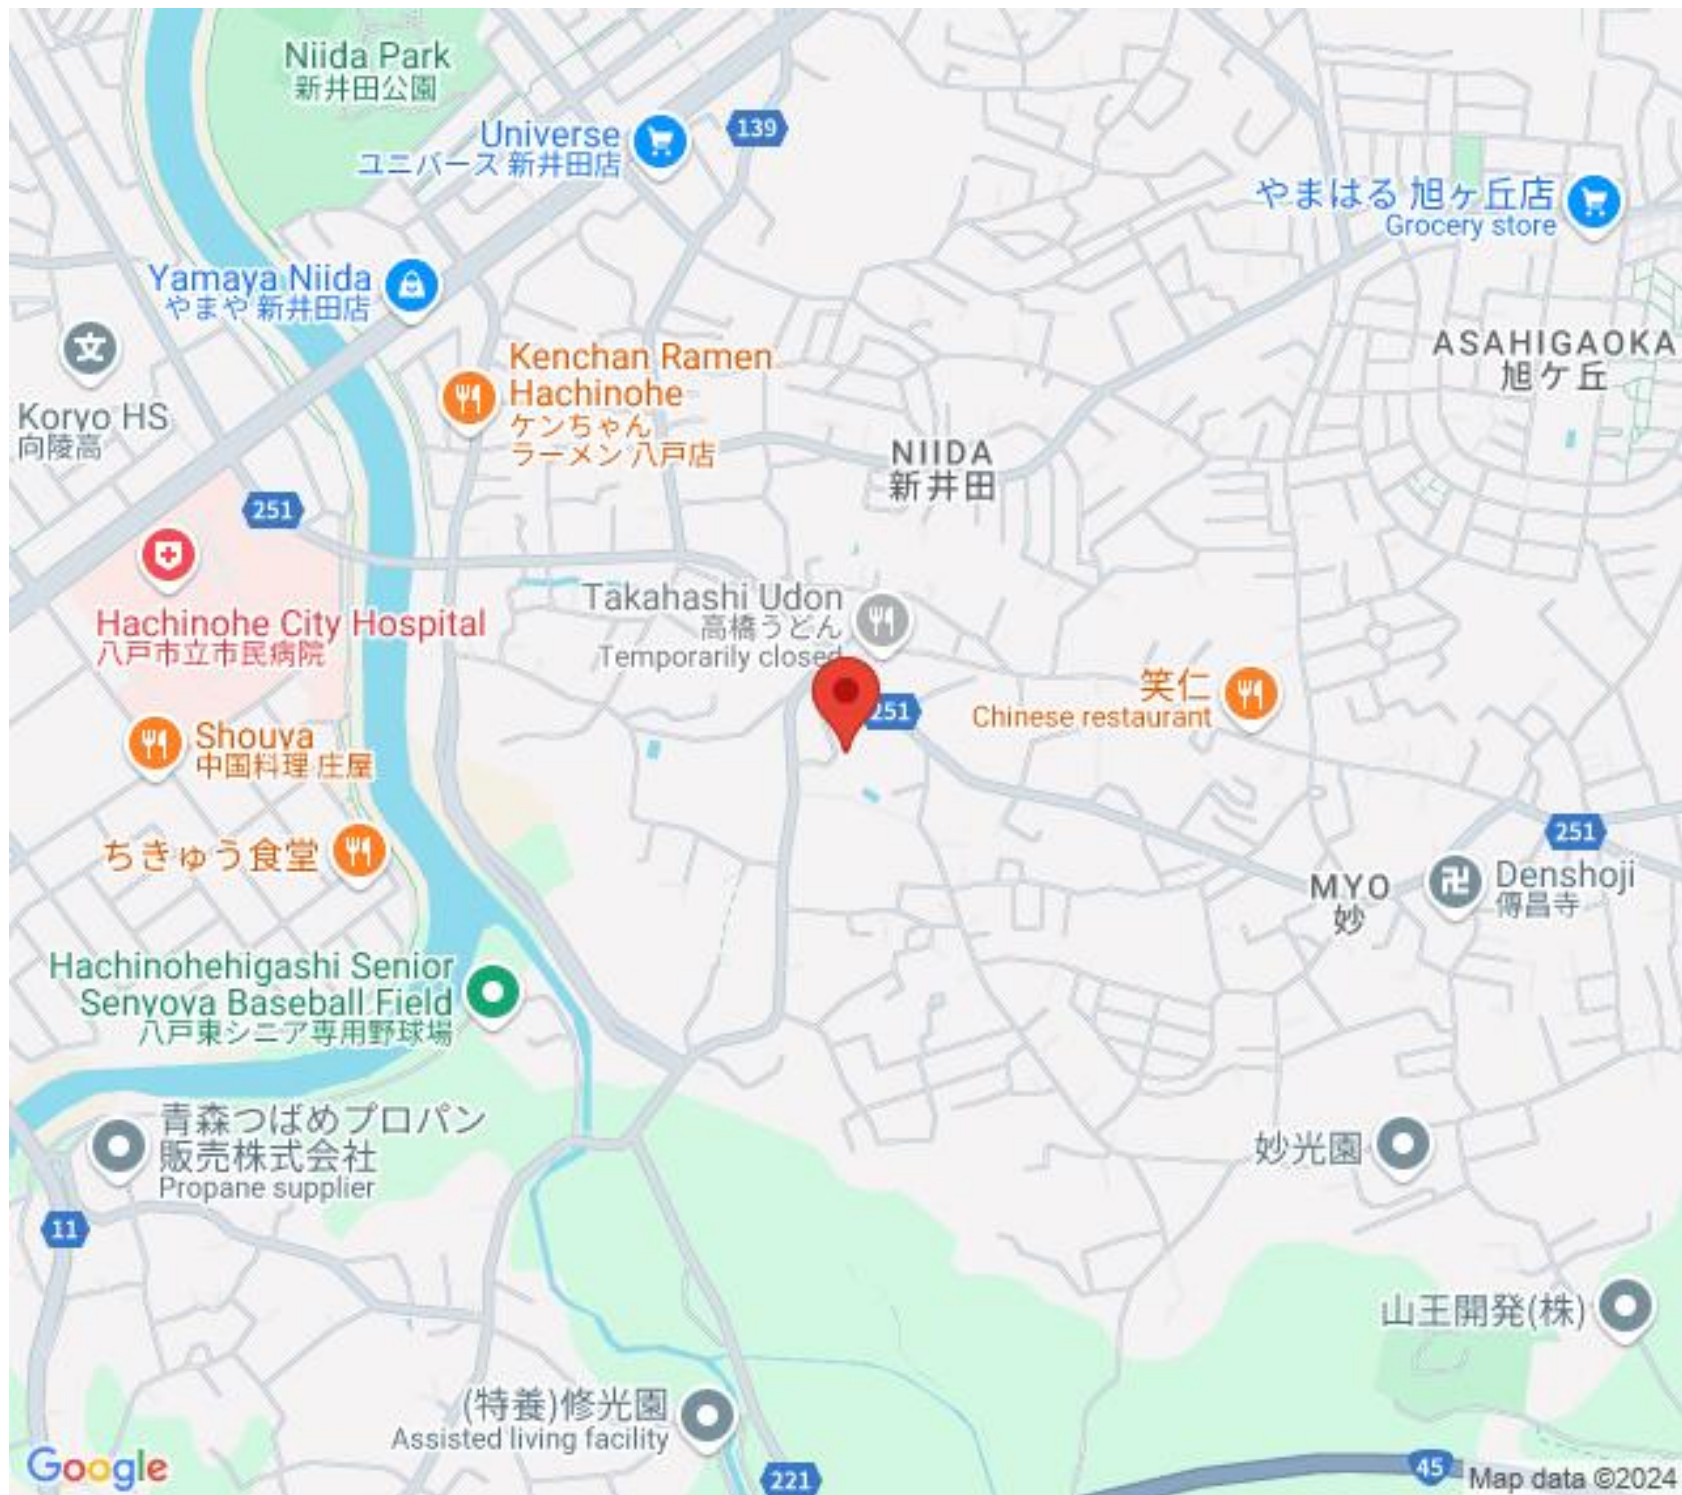 Niida Park
新井田公園
Universe
ユニバース 新井田店
139
やまはる 旭ヶ丘店
Grocery store
Yamaya Niida
やまや 新井田店
Koryo HS
向陵高
Kenchan Ramen
Hachinohe
ケンちゃん
ラーメン 八戸店
ASAHIGAOKA
旭ケ丘
NIIDA
新井田
251
Hachinohe City Hospital
八戸市立市民病院
Takahashi Udon
高橋うどん
Temporarily closed
251
笑仁
Chinese restaurant
Shouya
中国料理 庄屋
ちきゅう食堂
251
MYO
妙
Denshoji
傳昌寺
Hachinohehigashi Senior
Senyoya Baseball Field
八戸東シニア専用野球場
青森つばめプロパン
販売株式会社
Propane supplier
妙光園
11
山王開発(株)
(特養)修光園
Assisted living facility
Google
221
45
Map data ©2024